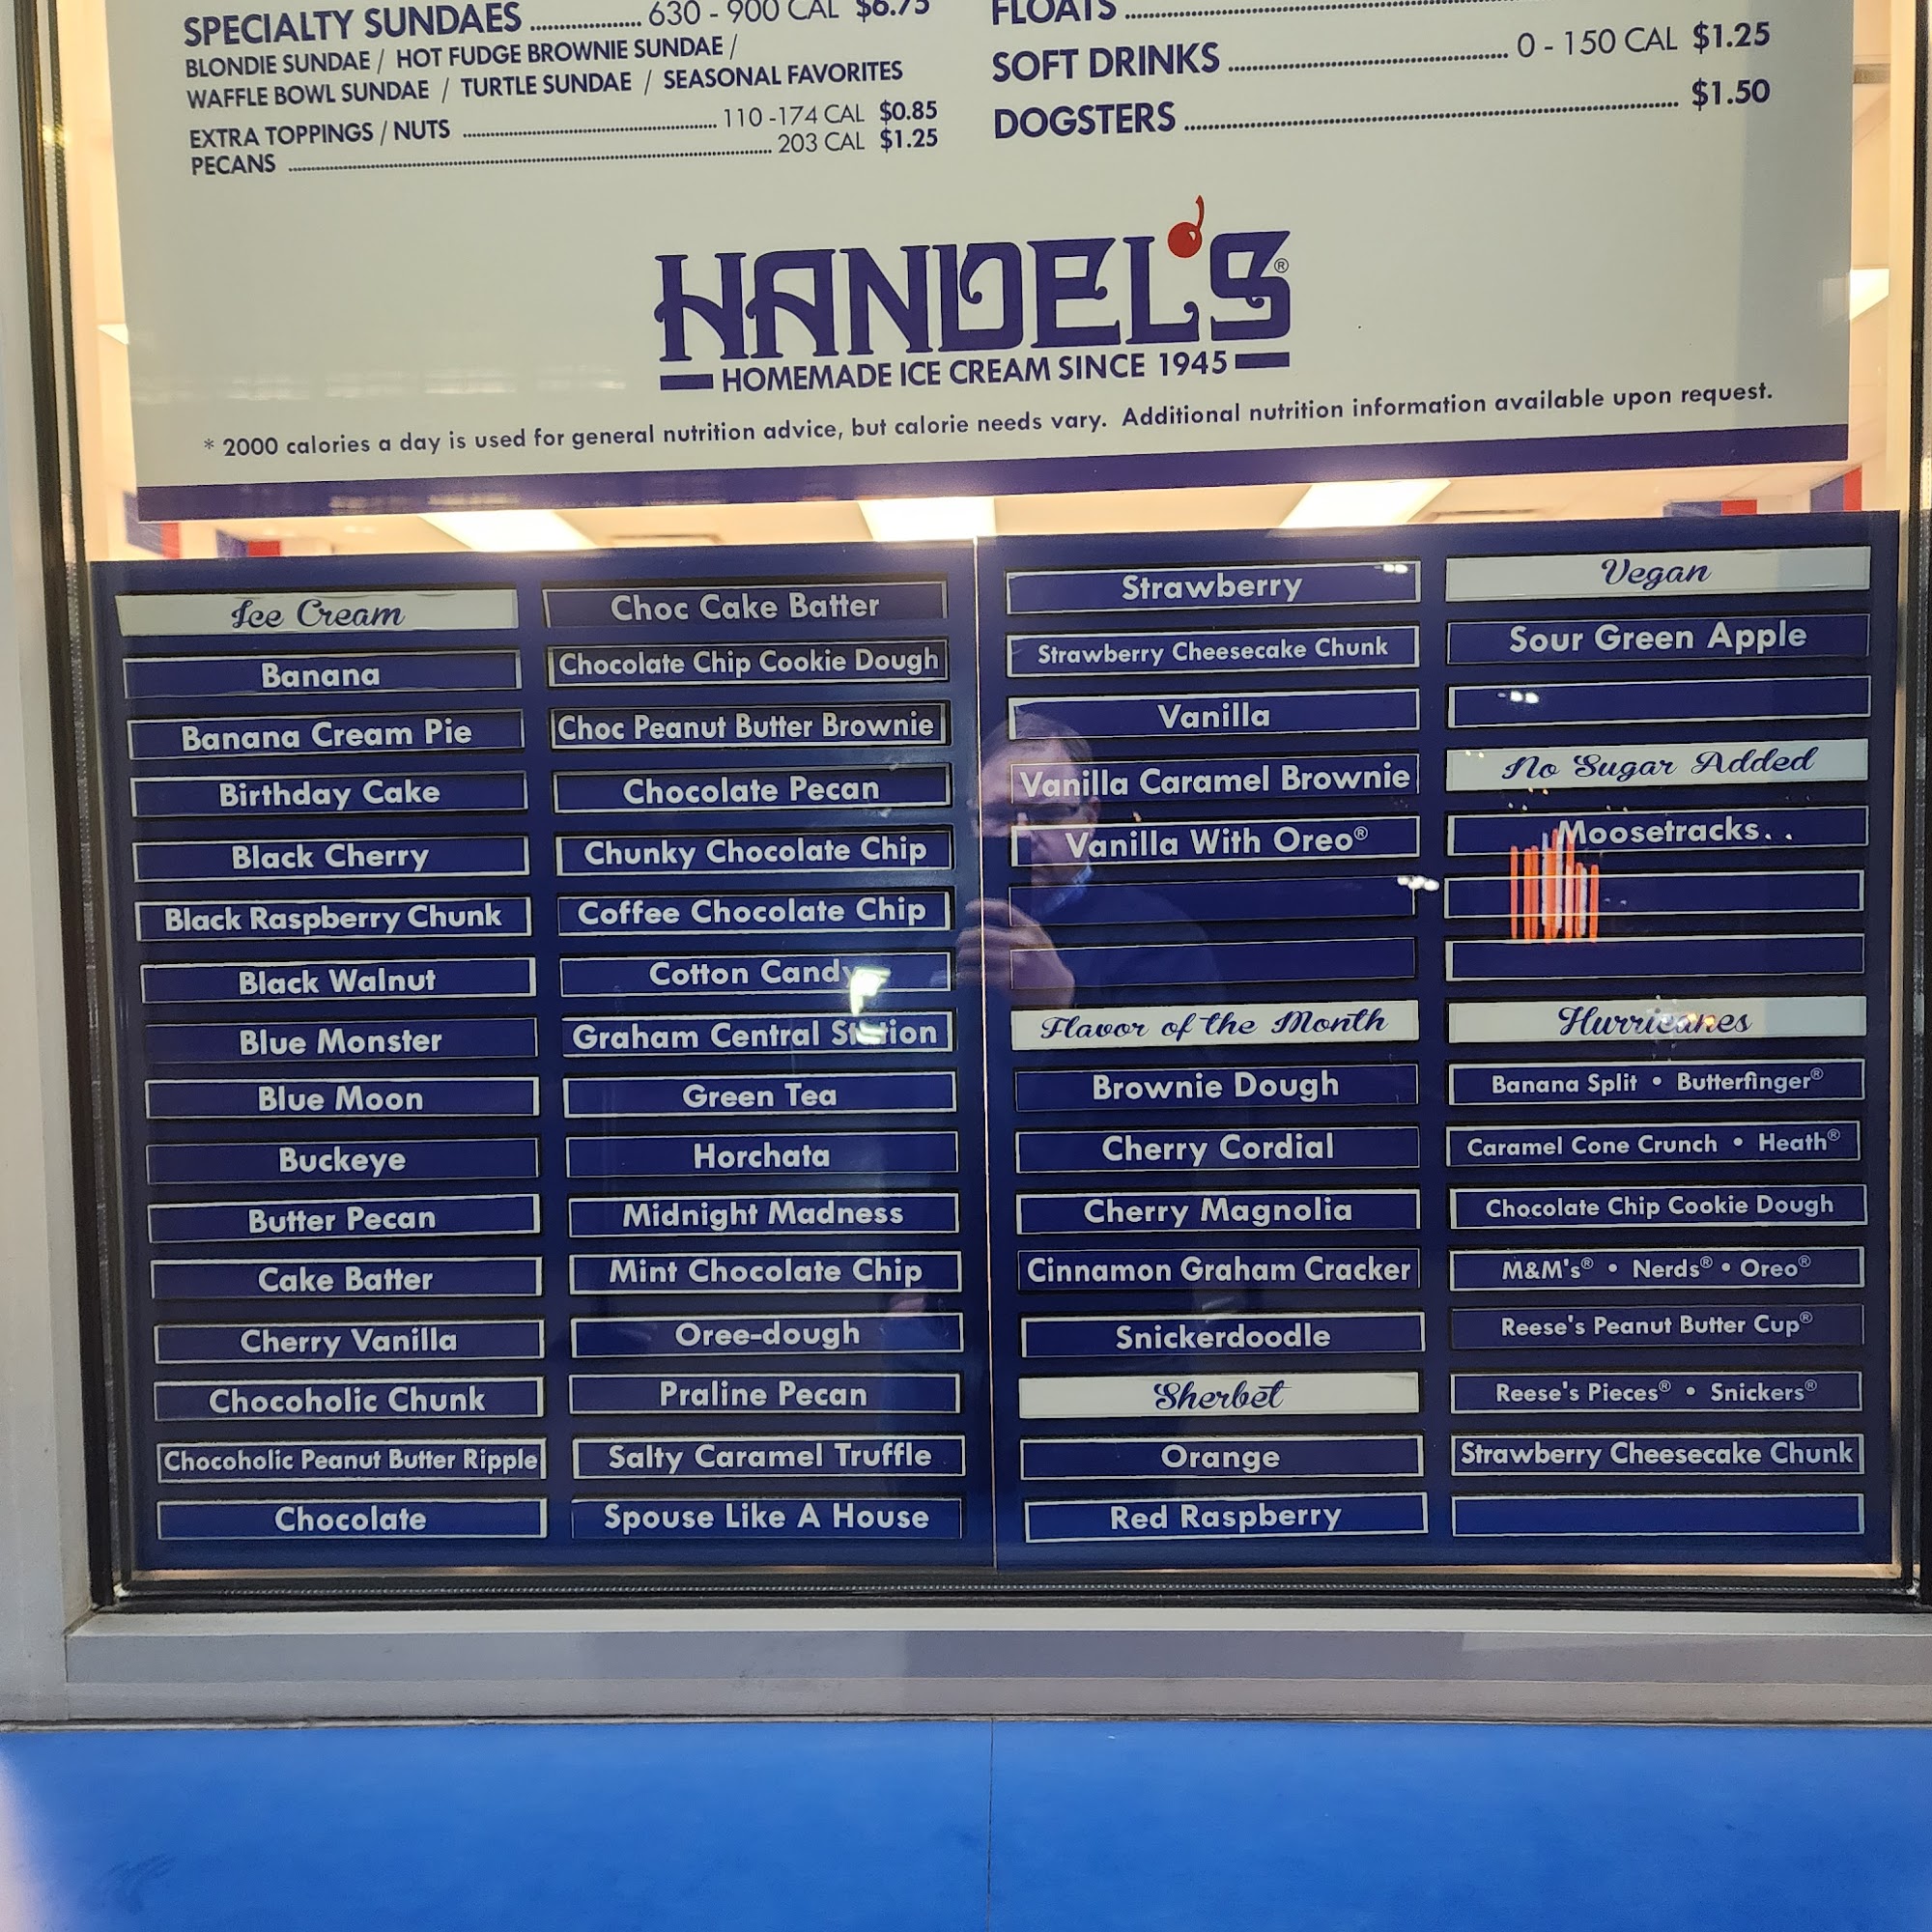 SPECIALTY SUNDAES 630 - 900 CAL $6.75
BLONDIE SUNDAE / HOT FUDGE BROWNIE SUNDAE /
WAFFLE BOWL SUNDAE / TURTLE SUNDAE / SEASONAL FAVORITES
EXTRA TOPPINGS / NUTS 110 -174 CAL $0.85
PECANS 203 CAL $1.25
FLOATS
SOFT DRINKS 0 - 150 CAL $1.25
DOGSTERS $1.50
HANDEL'S®
HOMEMADE ICE CREAM SINCE 1945
* 2000 calories a day is used for general nutrition advice, but calorie needs vary. Additional nutrition information available upon request.
Ice Cream
Banana
Banana Cream Pie
Birthday Cake
Black Cherry
Black Raspberry Chunk
Black Walnut
Blue Monster
Blue Moon
Buckeye
Butter Pecan
Cake Batter
Cherry Vanilla
Chocoholic Chunk
Chocoholic Peanut Butter Ripple
Chocolate
Choc Cake Batter
Chocolate Chip Cookie Dough
Choc Peanut Butter Brownie
Chocolate Pecan
Chunky Chocolate Chip
Coffee Chocolate Chip
Cotton Candy
Graham Central Station
Green Tea
Horchata
Midnight Madness
Mint Chocolate Chip
Oree-dough
Praline Pecan
Salty Caramel Truffle
Spouse Like A House
Strawberry
Strawberry Cheesecake Chunk
Vanilla
Vanilla Caramel Brownie
Vanilla With Oreo®
Flavor of the Month
Brownie Dough
Cherry Cordial
Cherry Magnolia
Cinnamon Graham Cracker
Snickerdoodle
Sherbet
Orange
Red Raspberry
Vegan
Sour Green Apple
No Sugar Added
Moosetracks. .
Hurricanes
Banana Split • Butterfinger®
Caramel Cone Crunch • Heath®
Chocolate Chip Cookie Dough
M&M's® • Nerds® • Oreo®
Reese's Peanut Butter Cup®
Reese's Pieces® • Snickers®
Strawberry Cheesecake Chunk